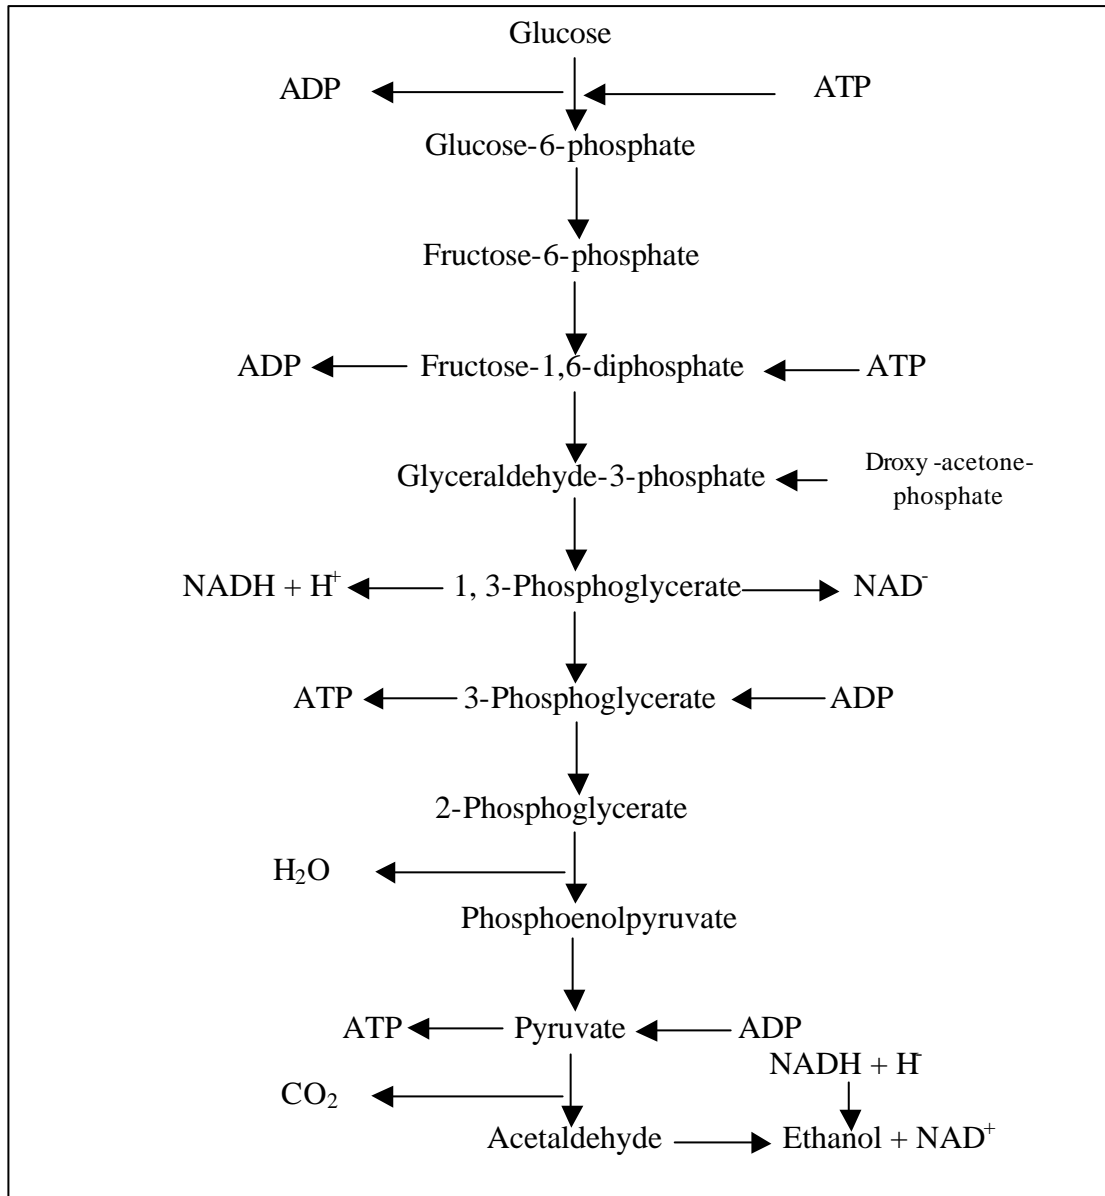 Glucose
ADP ATP
Glucose-6-phosphate
Fructose-6-phosphate
ADP Fructose-1,6-diphosphate ATP
Glyceraldehyde-3-phosphate Droxy-acetone-
phosphate
NADH + H⁺ 1, 3-Phosphoglycerate NAD⁻
ATP 3-Phosphoglycerate ADP
2-Phosphoglycerate
H₂O
Phosphoenolpyruvate
ATP Pyruvate ADP
NADH + H⁻
CO₂
Acetaldehyde Ethanol + NAD⁺